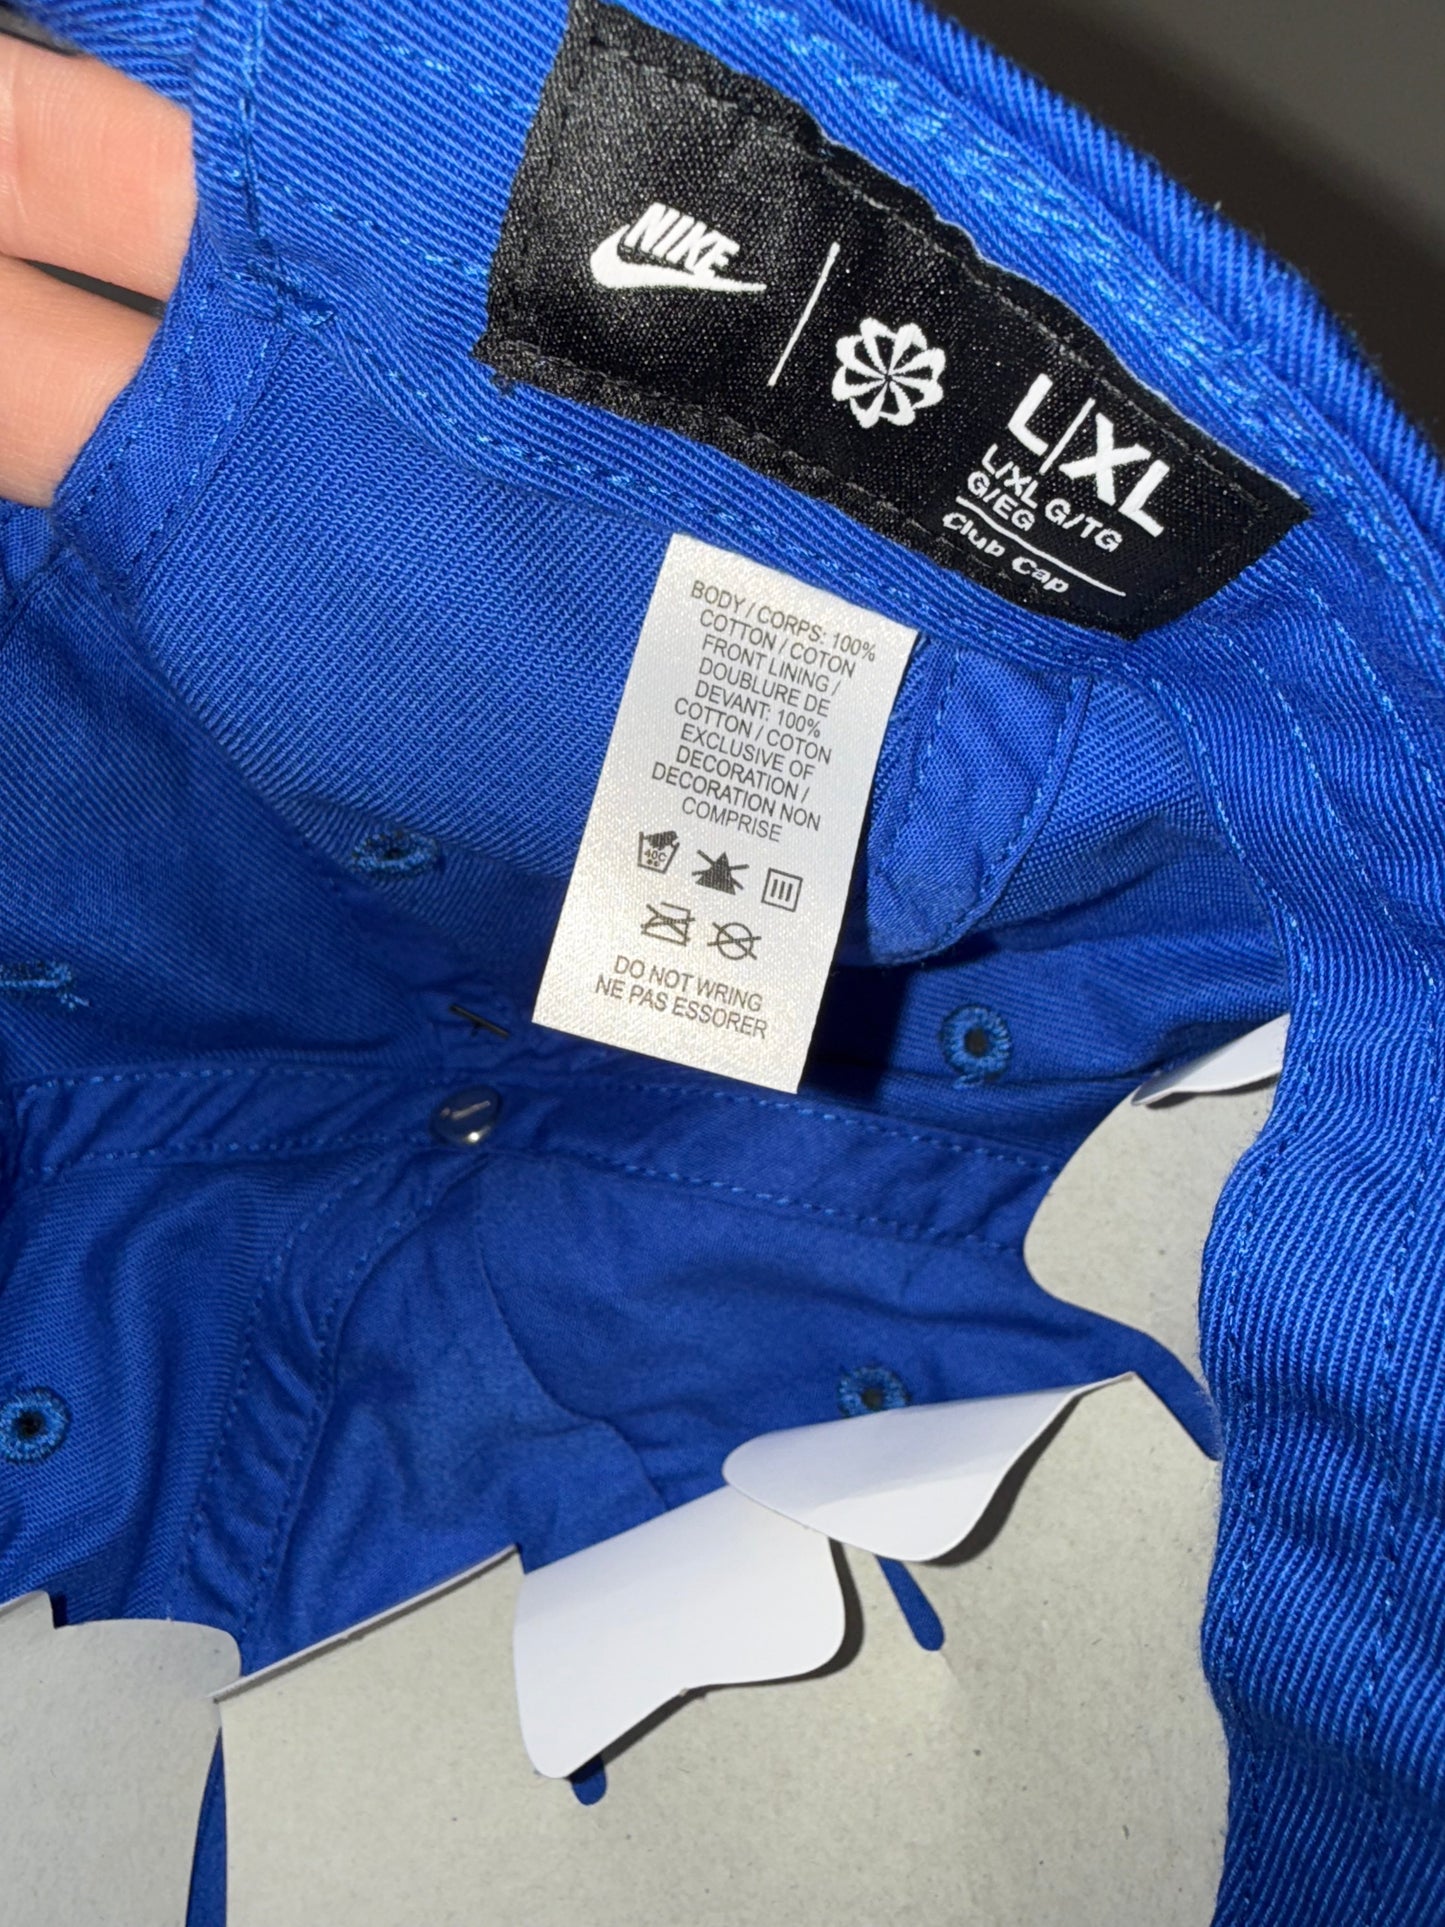 NIKE
L|XL
L/XL G/TG
G/EG
Club Cap
BODY / CORPS: 100%
COTTON / COTON
FRONT LINING /
DOUBLURE DE
DEVANT: 100%
COTTON / COTON
EXCLUSIVE OF
DECORATION /
DECORATION NON
COMPRISE
40C
DO NOT WRING
NE PAS ESSORER